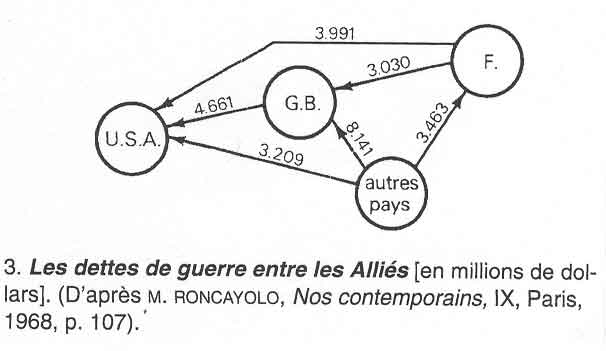 3.991
3.030
F.
G.B.
4.661
U.S.A.
8.141
3.463
3.209
autres
pays
3. Les dettes de guerre entre les Alliés [en millions de dol-
lars]. (D'après M. RONCAYOLO, Nos contemporains, IX, Paris,
1968, p. 107).